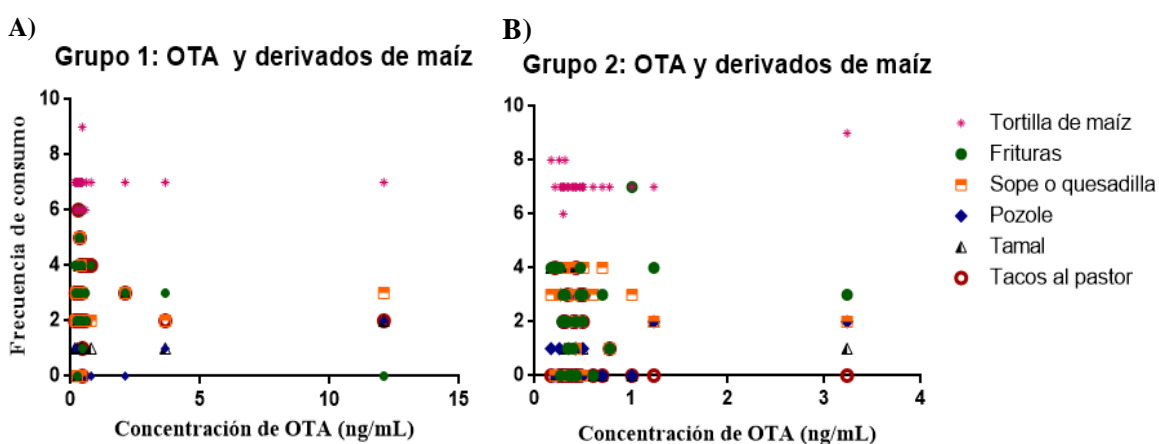 A)
Grupo 1: OTA y derivados de maíz
Frecuencia de consumo
10
8
6
4
2
0
0
5
10
15
Concentración de OTA (ng/mL)
B)
Grupo 2: OTA y derivados de maíz
10
8
6
4
2
0
0
1
2
3
4
Concentración de OTA (ng/mL)
Tortilla de maíz
Frituras
Sope o quesadilla
Pozole
Tamal
Tacos al pastor